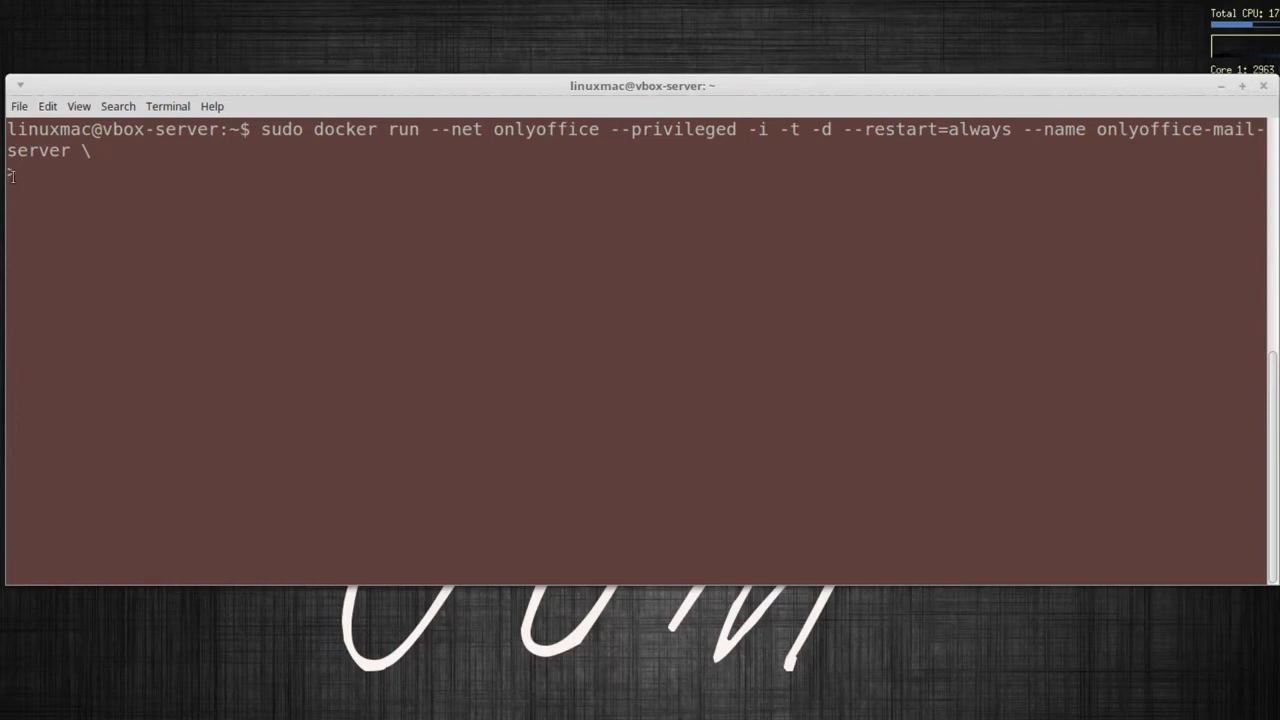 Total CPU: 17
Core 1: 2963
linuxmac@vbox-server: ~
File Edit View Search Terminal Help
linuxmac@vbox-server:~$ sudo docker run --net onlyoffice --privileged -i -t -d --restart=always --name onlyoffice-mail-
server \
>